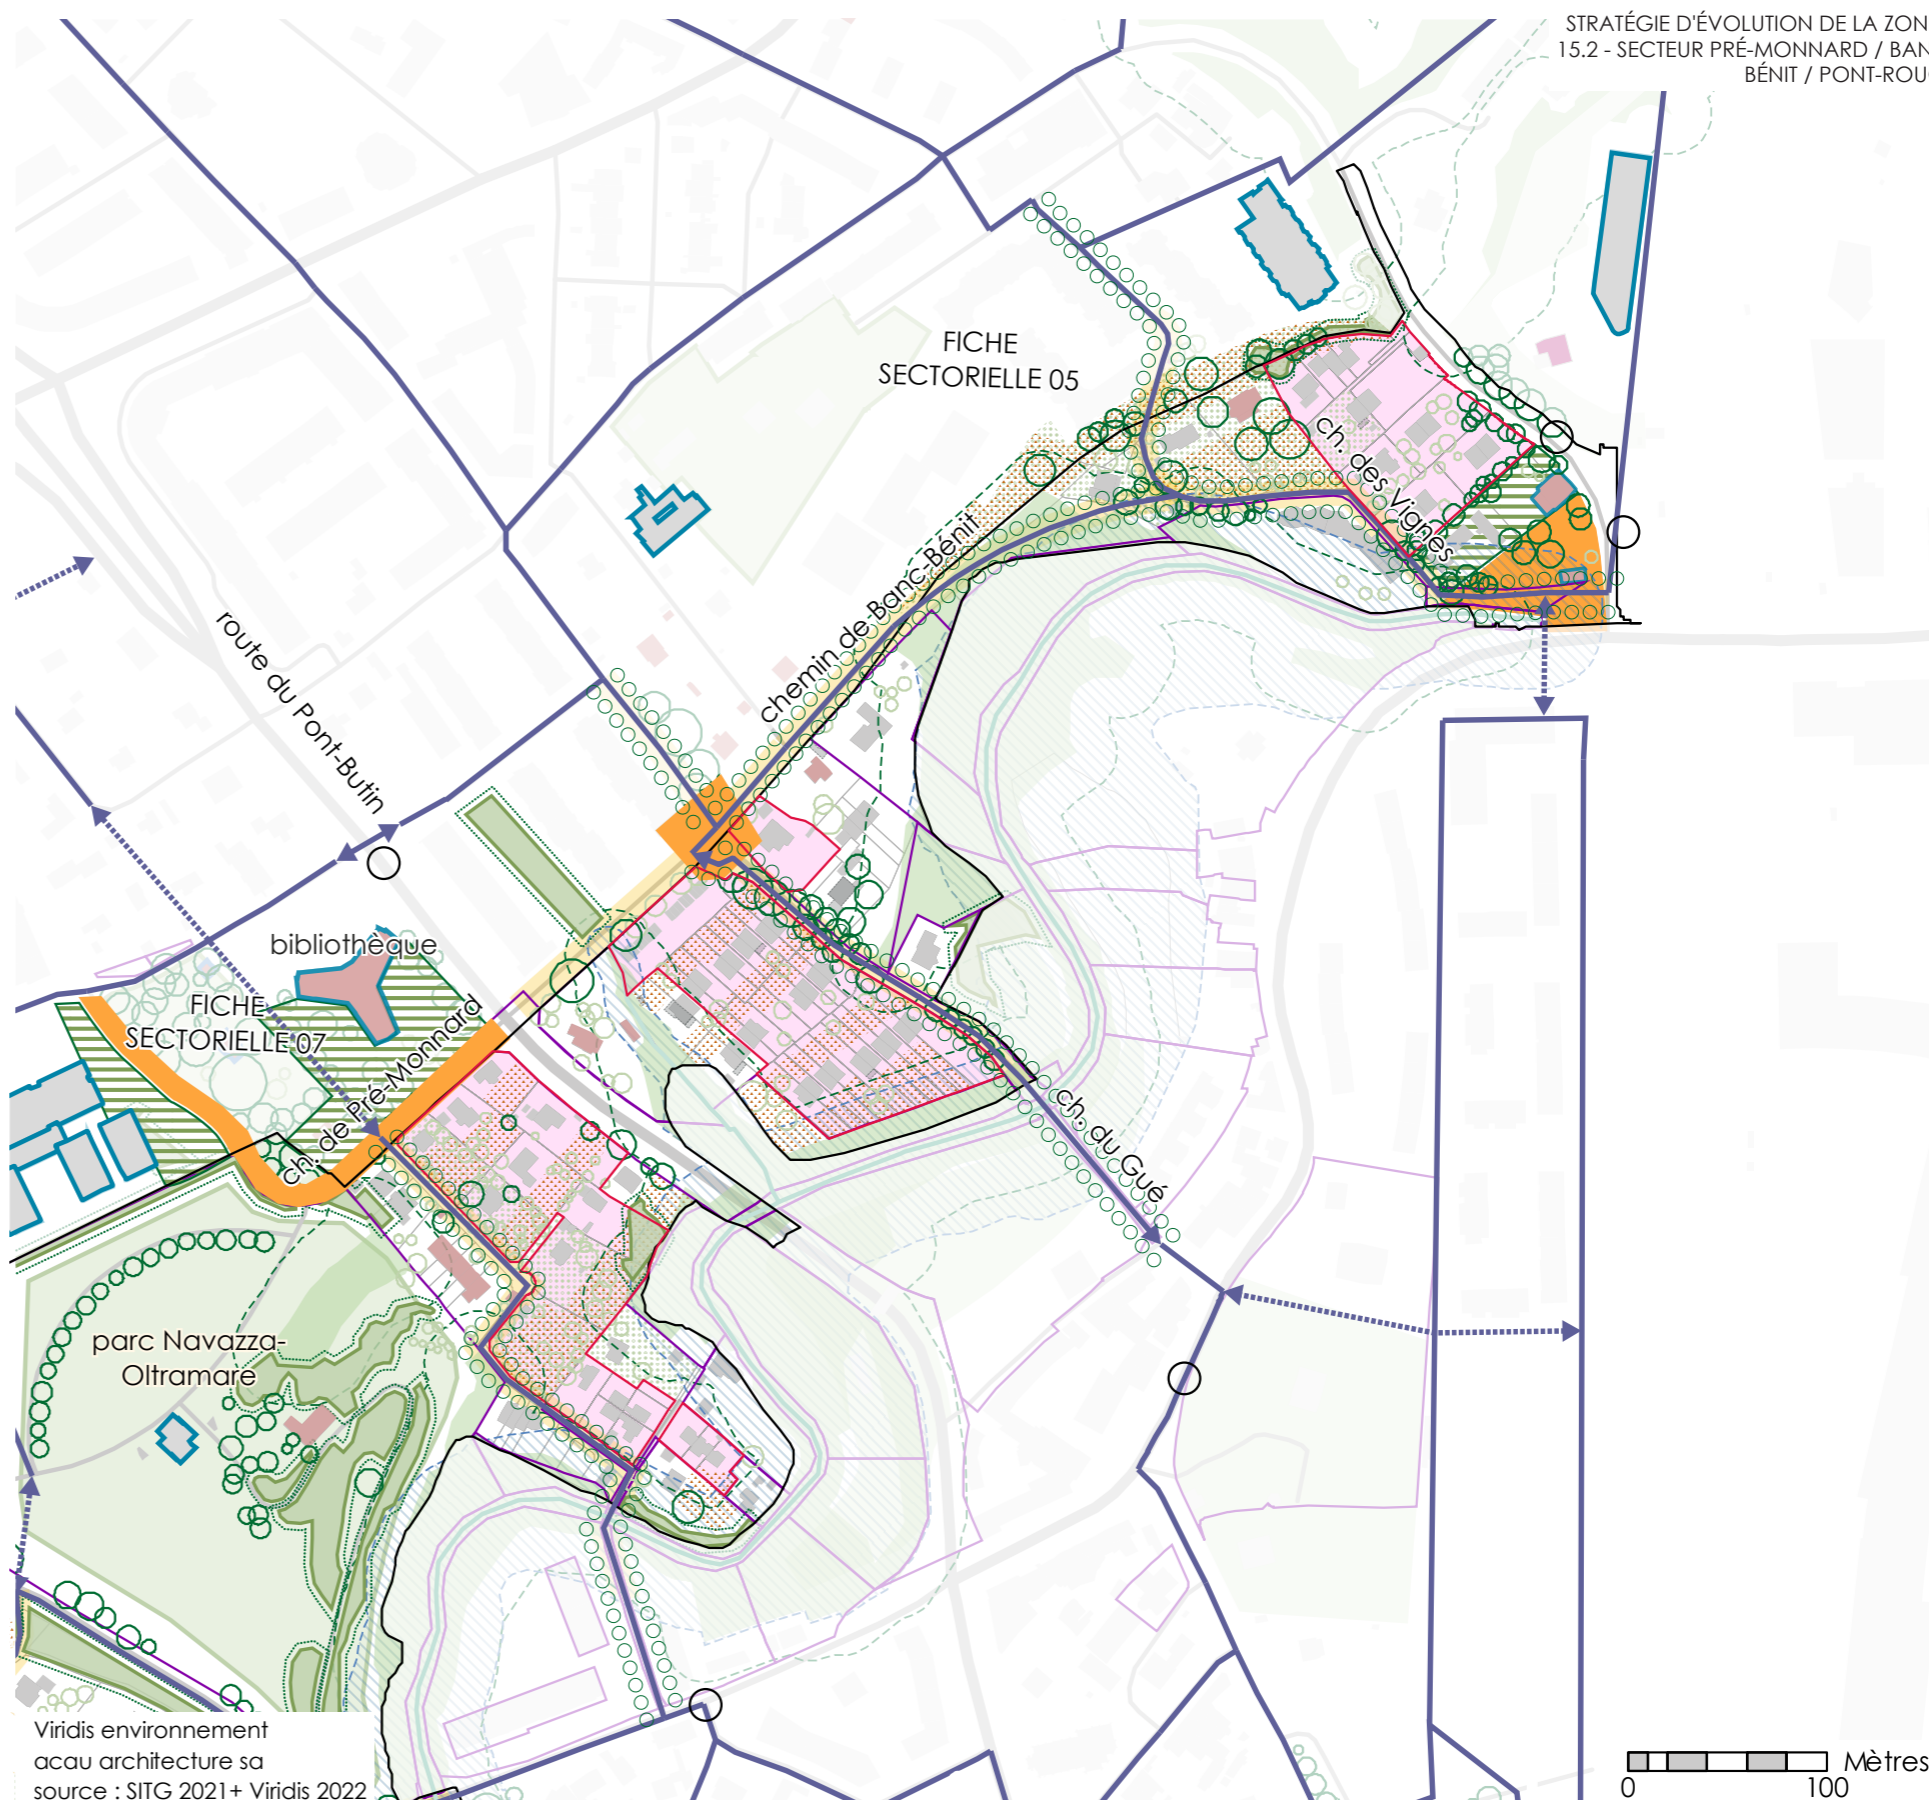 STRATÉGIE D'ÉVOLUTION DE LA ZON
15.2 - SECTEUR PRÉ-MONNARD / BAN
BÉNIT / PONT-ROU
FICHE
SECTORIELLE 05
ch. des Vignes
chemin de Banc-Bénit
route du Pont-Butin
bibliothèque
FICHE
SECTORIELLE 07
ch. de Pré-Monnard
ch. du Gué
parc Navazza-
Oltramare
Viridis environnement
acau architecture sa
source : SITG 2021+ Viridis 2022
Mètres
0 100